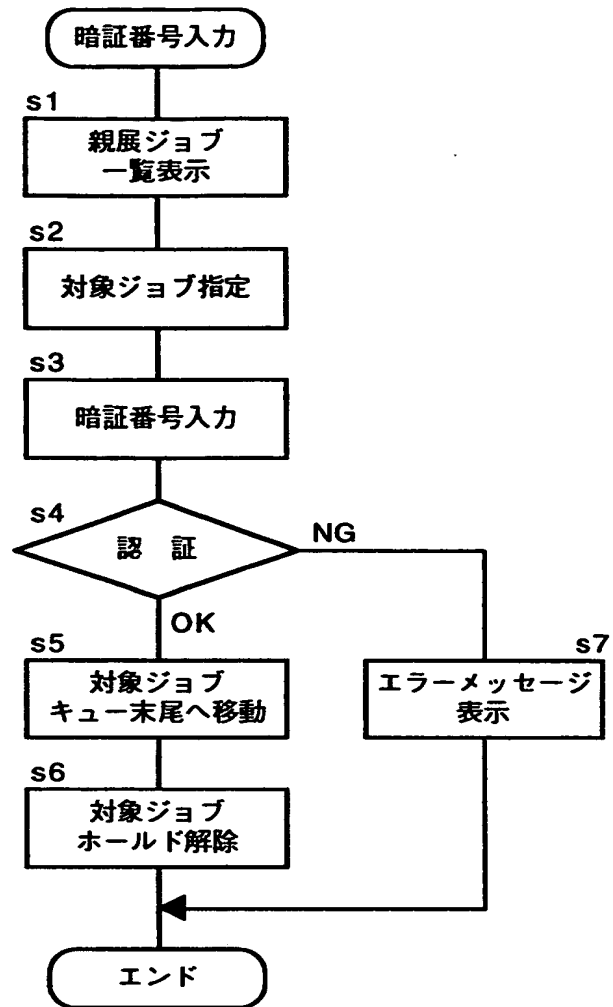 暗証番号入力
s1
親展ジョブ
一覧表示
s2
対象ジョブ指定
s3
暗証番号入力
s4
認 証
NG
OK
s5
対象ジョブ
キュー末尾へ移動
s7
エラーメッセージ
表示
s6
対象ジョブ
ホールド解除
エンド